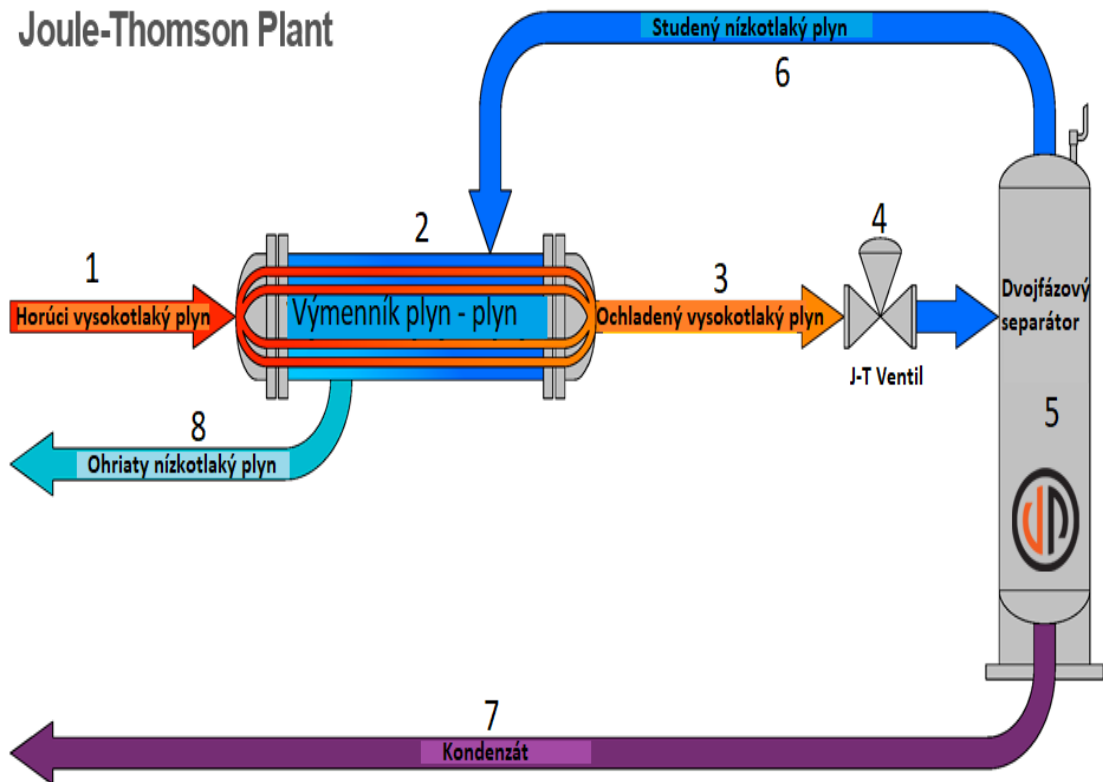 Joule-Thomson Plant
Studený nízkotlaký plyn
6
2
4
1
3
Horúci vysokotlaký plyn
Výmenník plyn - plyn
Ochladený vysokotlaký plyn
Dvojfázový
separátor
J-T Ventil
5
8
Ohriaty nízkotlaký plyn
7
Kondenzát